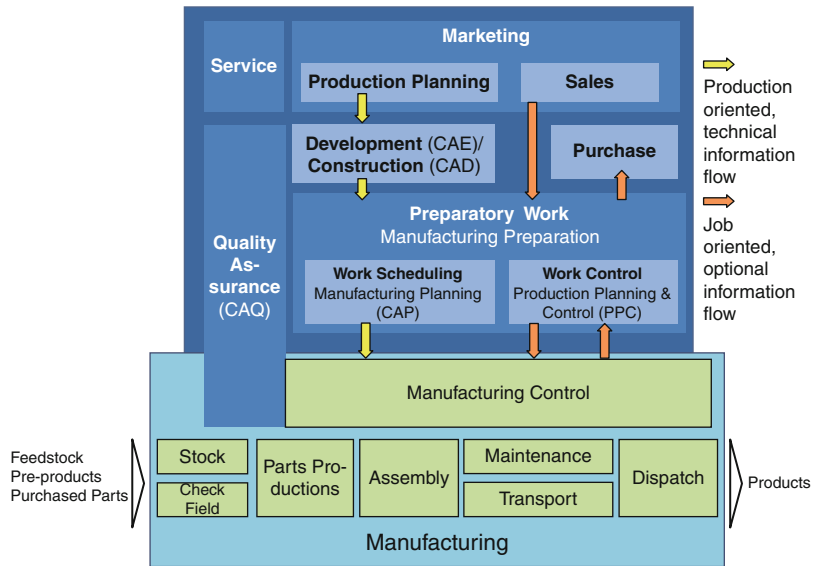 Marketing
Service
Production Planning
Sales
Production
oriented,
technical
information
flow
Development (CAE)/
Construction (CAD)
Purchase
Job
oriented,
optional
information
flow
Quality
As-
surance
(CAQ)
Preparatory Work
Manufacturing Preparation
Work Scheduling
Manufacturing Planning
(CAP)
Work Control
Production Planning &
Control (PPC)
Manufacturing Control
Feedstock
Pre-products
Purchased Parts
Stock
Check
Field
Parts Pro-
ductions
Assembly
Maintenance
Transport
Dispatch
Products
Manufacturing